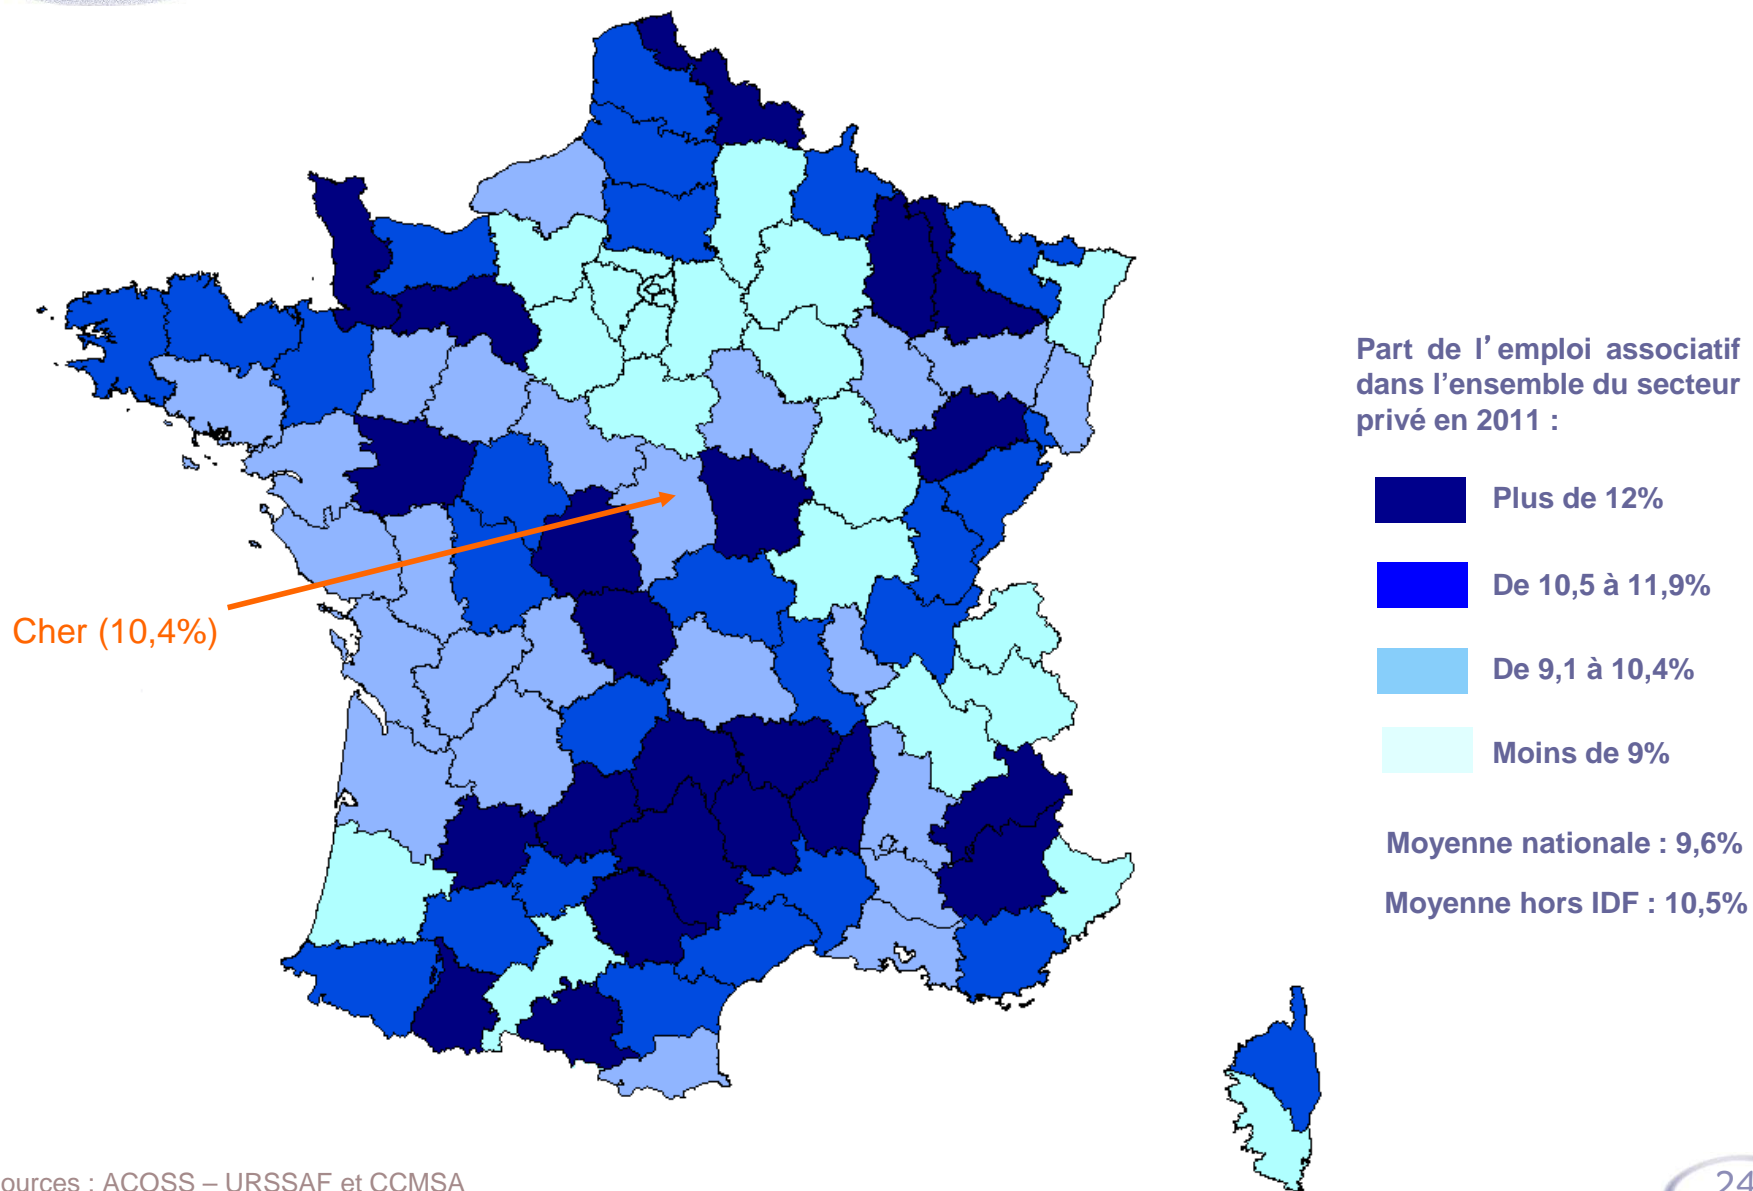 Part de l’emploi associatif
dans l’ensemble du secteur
privé en 2011 :
Plus de 12%
De 10,5 à 11,9%
Cher (10,4%)
De 9,1 à 10,4%
Moins de 9%
Moyenne nationale : 9,6%
Moyenne hors IDF : 10,5%
ources : ACOSS – URSSAF et CCMSA
24